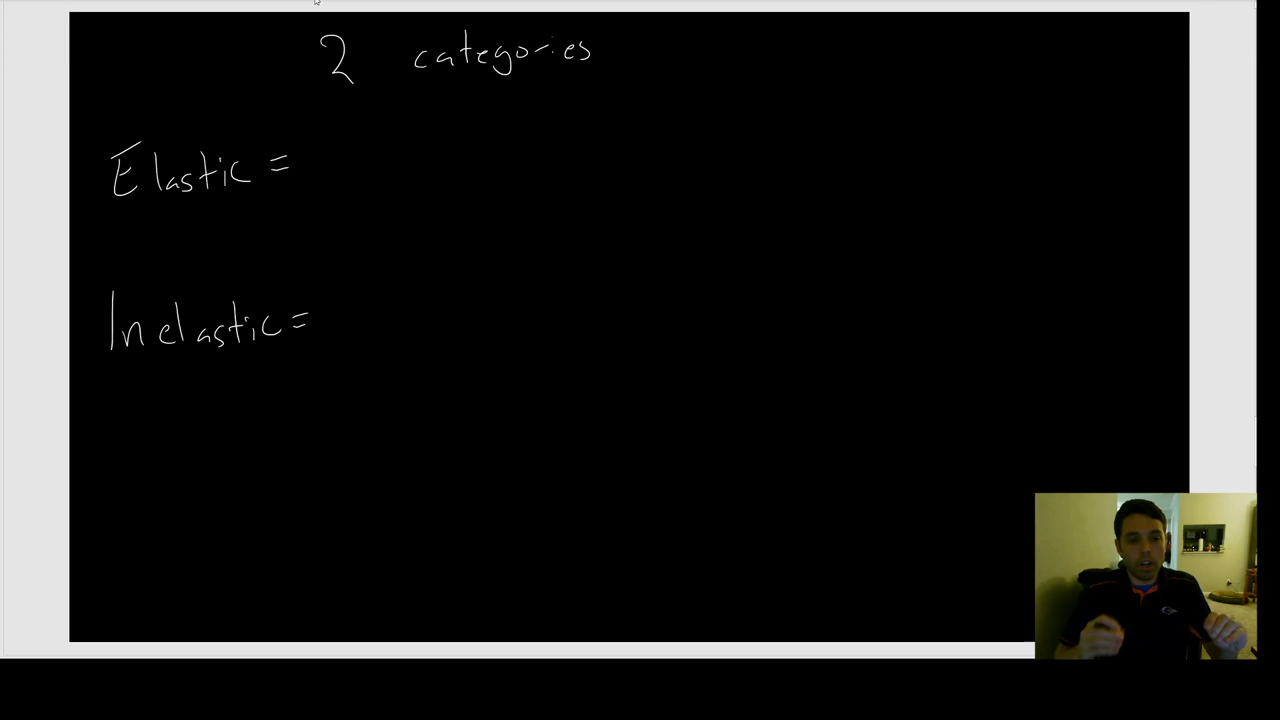 2 categories
Elastic =
Inelastic =